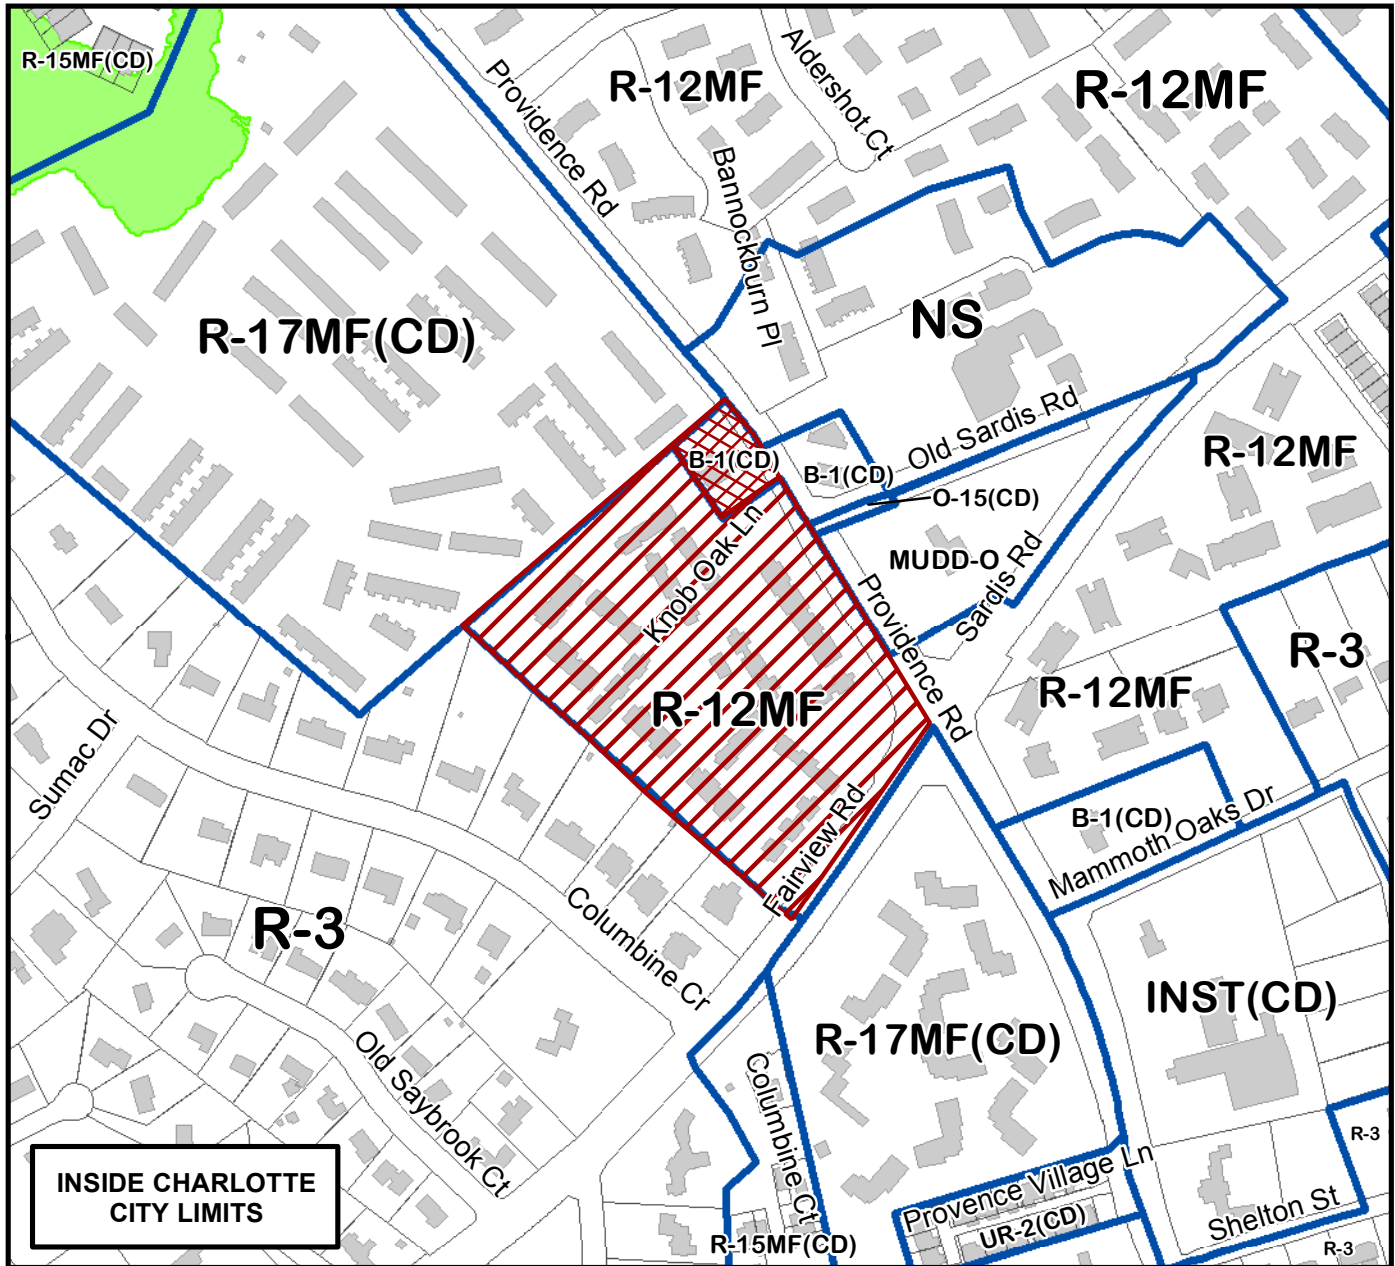 R-15MF(CD)
Providence Rd
R-12MF
Aldershot Ct
R-12MF
Bannockburn Pl
R-17MF(CD)
NS
Old Sardis Rd
B-1(CD)
B-1(CD)
R-12MF
O-15(CD)
Knob Oak Ln
MUDD-O
Sardis Rd
Providence Rd
R-3
R-12MF
R-12MF
Sumac Dr
B-1(CD)
Mammoth Oaks Dr
Fairview Rd
Columbine Cr
R-3
INST(CD)
R-17MF(CD)
Old Saybrook Ct
Columbine Ct
R-3
Provence Village Ln
INSIDE CHARLOTTE
CITY LIMITS
UR-2(CD)
Shelton St
R-15MF(CD)
R-3